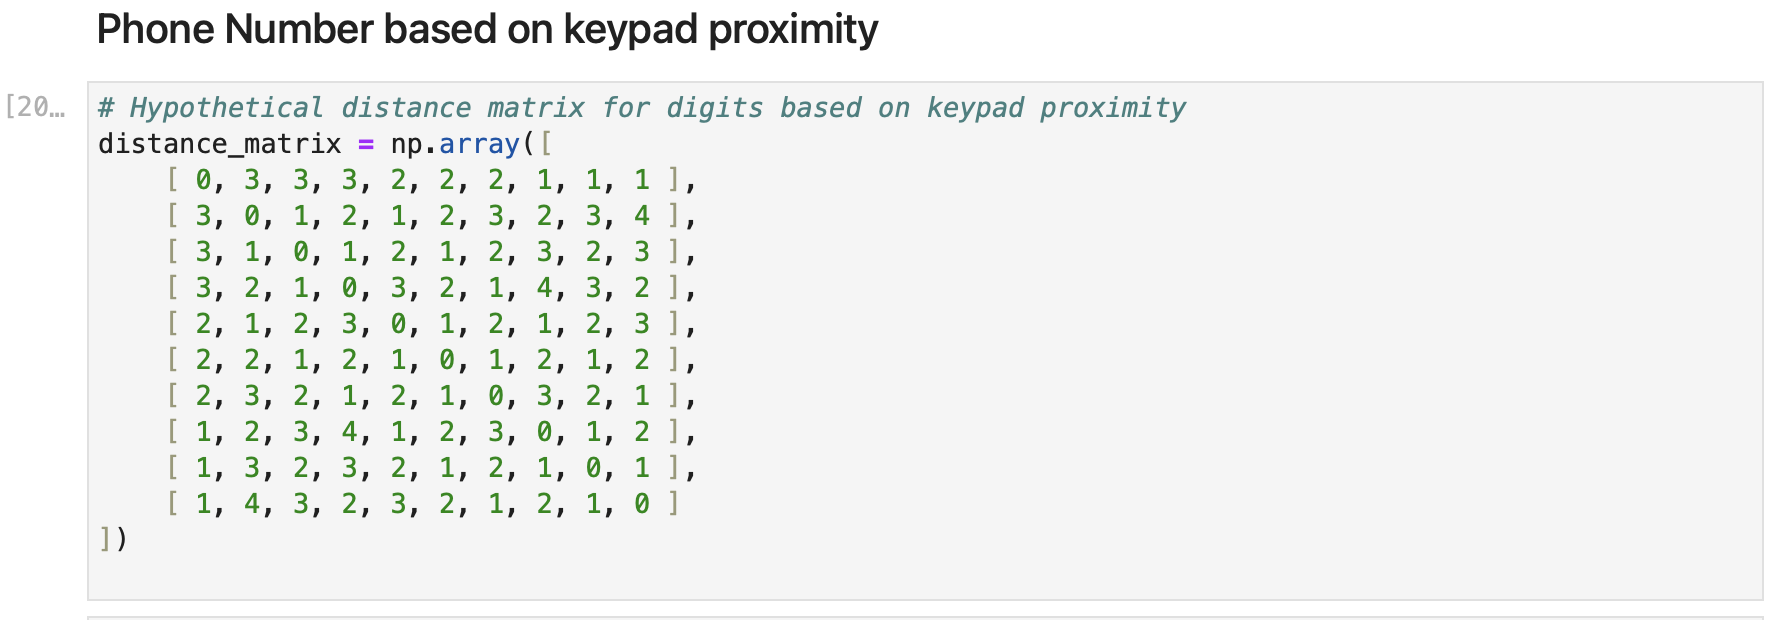 Phone Number based on keypad proximity
[20…
# Hypothetical distance matrix for digits based on keypad proximity
distance_matrix = np.array([
    [ 0, 3, 3, 3, 2, 2, 2, 1, 1, 1 ],
    [ 3, 0, 1, 2, 1, 2, 3, 2, 3, 4 ],
    [ 3, 1, 0, 1, 2, 1, 2, 3, 2, 3 ],
    [ 3, 2, 1, 0, 3, 2, 1, 4, 3, 2 ],
    [ 2, 1, 2, 3, 0, 1, 2, 1, 2, 3 ],
    [ 2, 2, 1, 2, 1, 0, 1, 2, 1, 2 ],
    [ 2, 3, 2, 1, 2, 1, 0, 3, 2, 1 ],
    [ 1, 2, 3, 4, 1, 2, 3, 0, 1, 2 ],
    [ 1, 3, 2, 3, 2, 1, 2, 1, 0, 1 ],
    [ 1, 4, 3, 2, 3, 2, 1, 2, 1, 0 ]
])